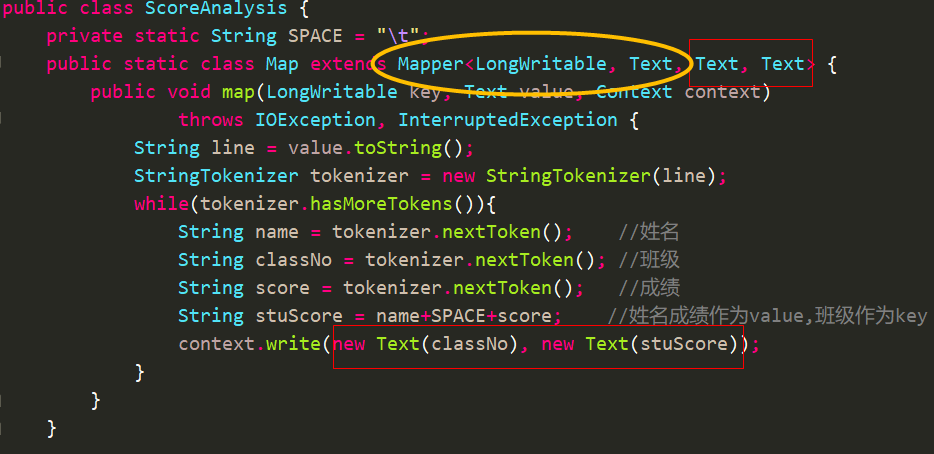 public class ScoreAnalysis {
private static String SPACE = "\t";
public static class Map extends Mapper<LongWritable, Text, Text, Text> {
public void map(LongWritable key, Text value, Context context)
throws IOException, InterruptedException {
String line = value.toString();
StringTokenizer tokenizer = new StringTokenizer(line);
while(tokenizer.hasMoreTokens()){
String name = tokenizer.nextToken(); //姓名
String classNo = tokenizer.nextToken(); //班级
String score = tokenizer.nextToken(); //成绩
String stuScore = name+SPACE+score; //姓名成绩作为value,班级作为key
context.write(new Text(classNo), new Text(stuScore));
}
}
}